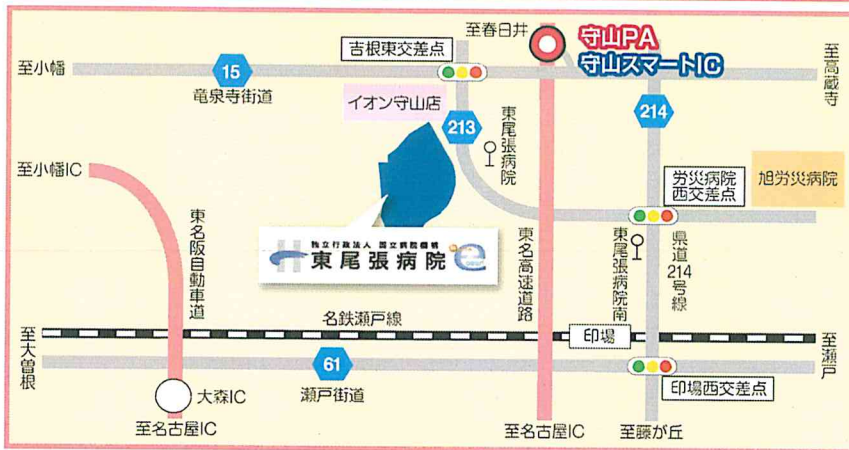 至春日井
吉根東交差点
守山PA
守山スマートIC
至高蔵寺
至小幡
15
竜泉寺街道
イオン守山店
213
東尾張病院
214
至小幡IC
労災病院
西交差点
旭労災病院
独立行政法人 国立病院機構
東尾張病院
東名阪自動車道
東名高速道路
東尾張病院南
県道214号線
名鉄瀬戸線
印場
至大曽根
至瀬戸
61
瀬戸街道
印場西交差点
大森IC
至名古屋IC
至名古屋IC
至藤が丘